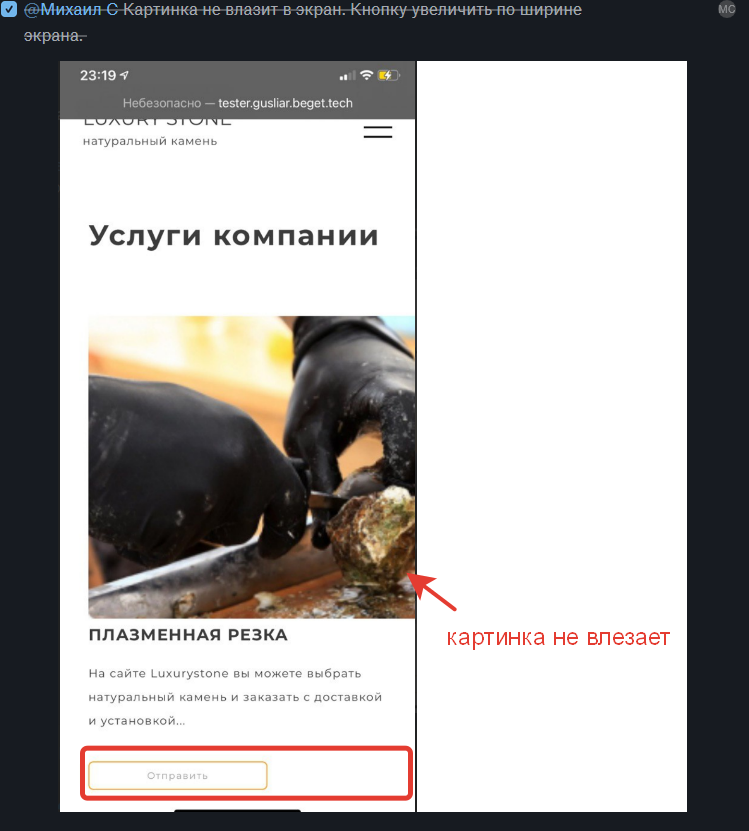 @Михаил С Картинка не влазит в экран. Кнопку увеличить по ширине
экрана.
МС
23:19
Небезопасно — tester.gusliar.beget.tech
LUXURY STONE
натуральный камень
Услуги компании
ПЛАЗМЕННАЯ РЕЗКА
На сайте Luxurystone вы можете выбрать
натуральный камень и заказать с доставкой
и установкой...
картинка не влезает
Отправить